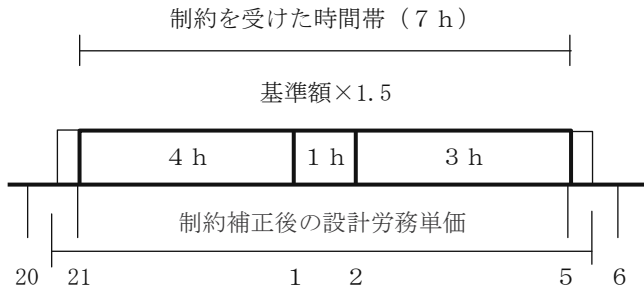 制約を受けた時間帯（７ｈ）
基準額×1.5
４ｈ 1ｈ ３ｈ
制約補正後の設計労務単価
20 21 1 2 5 6